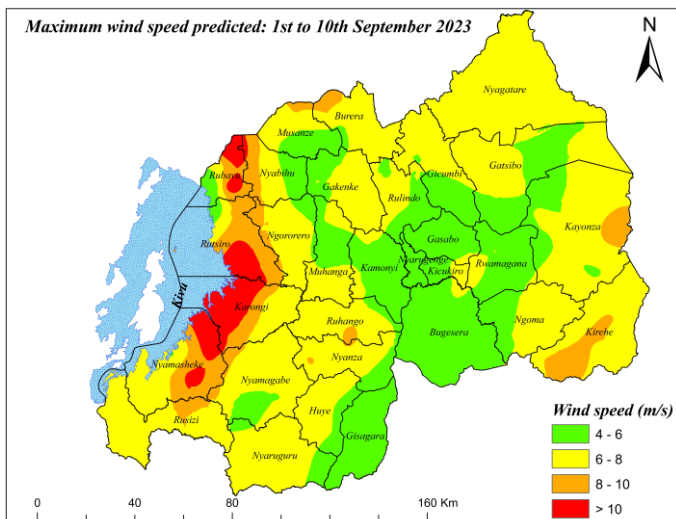 Maximum wind speed predicted: 1st to 10th September 2023
N
Nyagatare
Burera
Musanze
Gatsibo
Rubavu
Nyabihu
Gicumbi
Gakenke
Rulindo
Kayonza
Rutsiro
Ngororero
Gasabo
Nyarugenge
Rwamagana
Kicukiro
Muhanga
Kamonyi
Kivu
Karongi
Ruhango
Bugesera
Ngoma
Kirehe
Nyanza
Nyamasheke
Nyamagabe
Huye
Rusizi
Gisagara
Nyaruguru
Wind speed (m/s)
4 - 6
6 - 8
8 - 10
> 10
0 40 80 160 Km